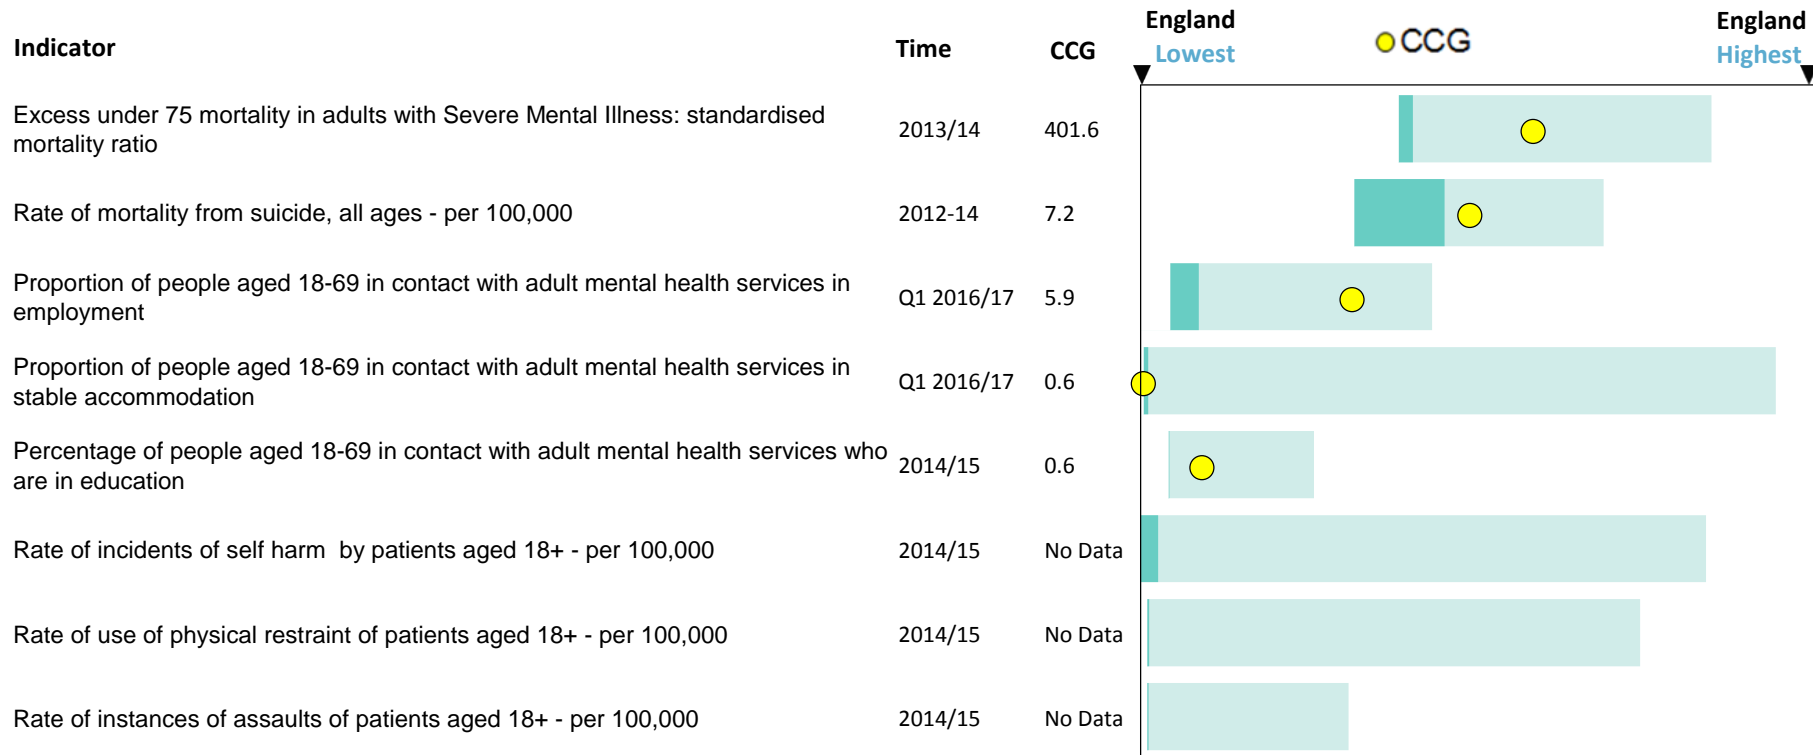 Indicator Time CCG England Lowest CCG England Highest
Excess under 75 mortality in adults with Severe Mental Illness: standardised
mortality ratio
2013/14 401.6
Rate of mortality from suicide, all ages - per 100,000 2012-14 7.2
Proportion of people aged 18-69 in contact with adult mental health services in
employment
Q1 2016/17 5.9
Proportion of people aged 18-69 in contact with adult mental health services in
stable accommodation
Q1 2016/17 0.6
Percentage of people aged 18-69 in contact with adult mental health services who
are in education
2014/15 0.6
Rate of incidents of self harm  by patients aged 18+ - per 100,000 2014/15 No Data
Rate of use of physical restraint of patients aged 18+ - per 100,000 2014/15 No Data
Rate of instances of assaults of patients aged 18+ - per 100,000 2014/15 No Data